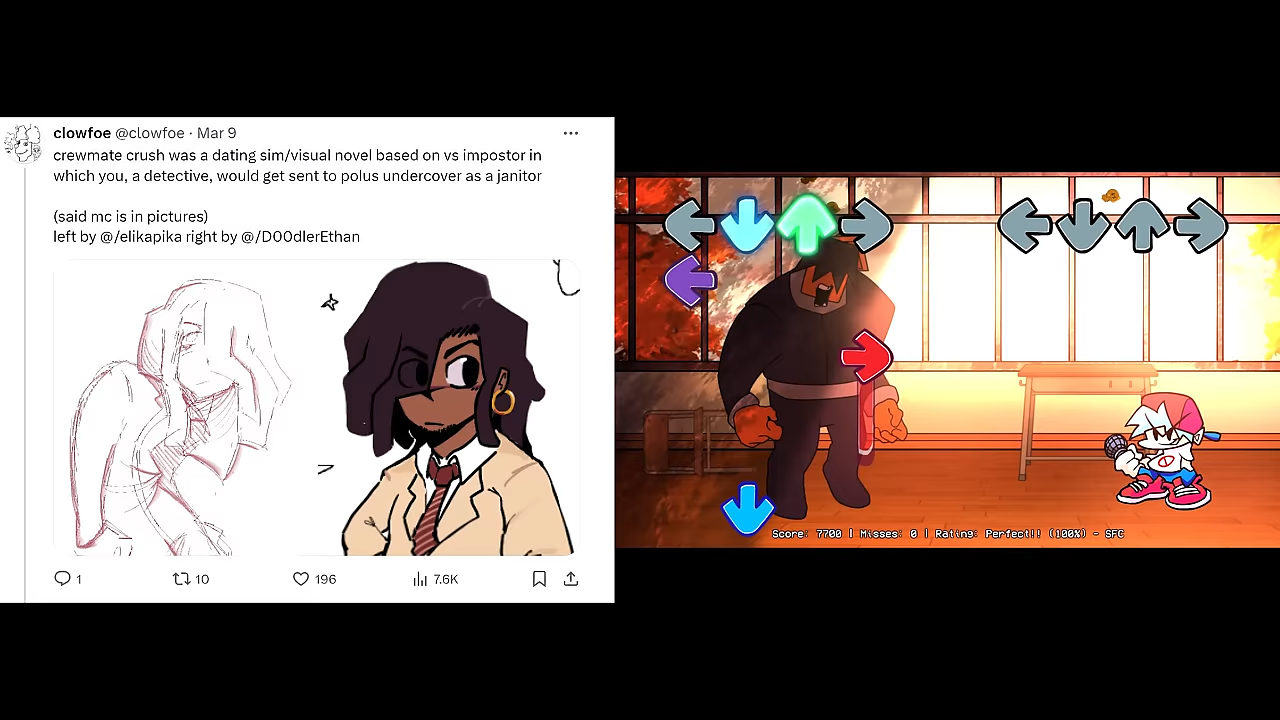 clowfoe @clowfoe · Mar 9
crewmate crush was a dating sim/visual novel based on vs impostor in
which you, a detective, would get sent to polus undercover as a janitor
(said mc is in pictures)
left by @/elikapika right by @/D00dlerEthan
1 10 196 7.6K
Score: 7700 | Misses: 0 | Rating: Perfect!! (100%) - SFC